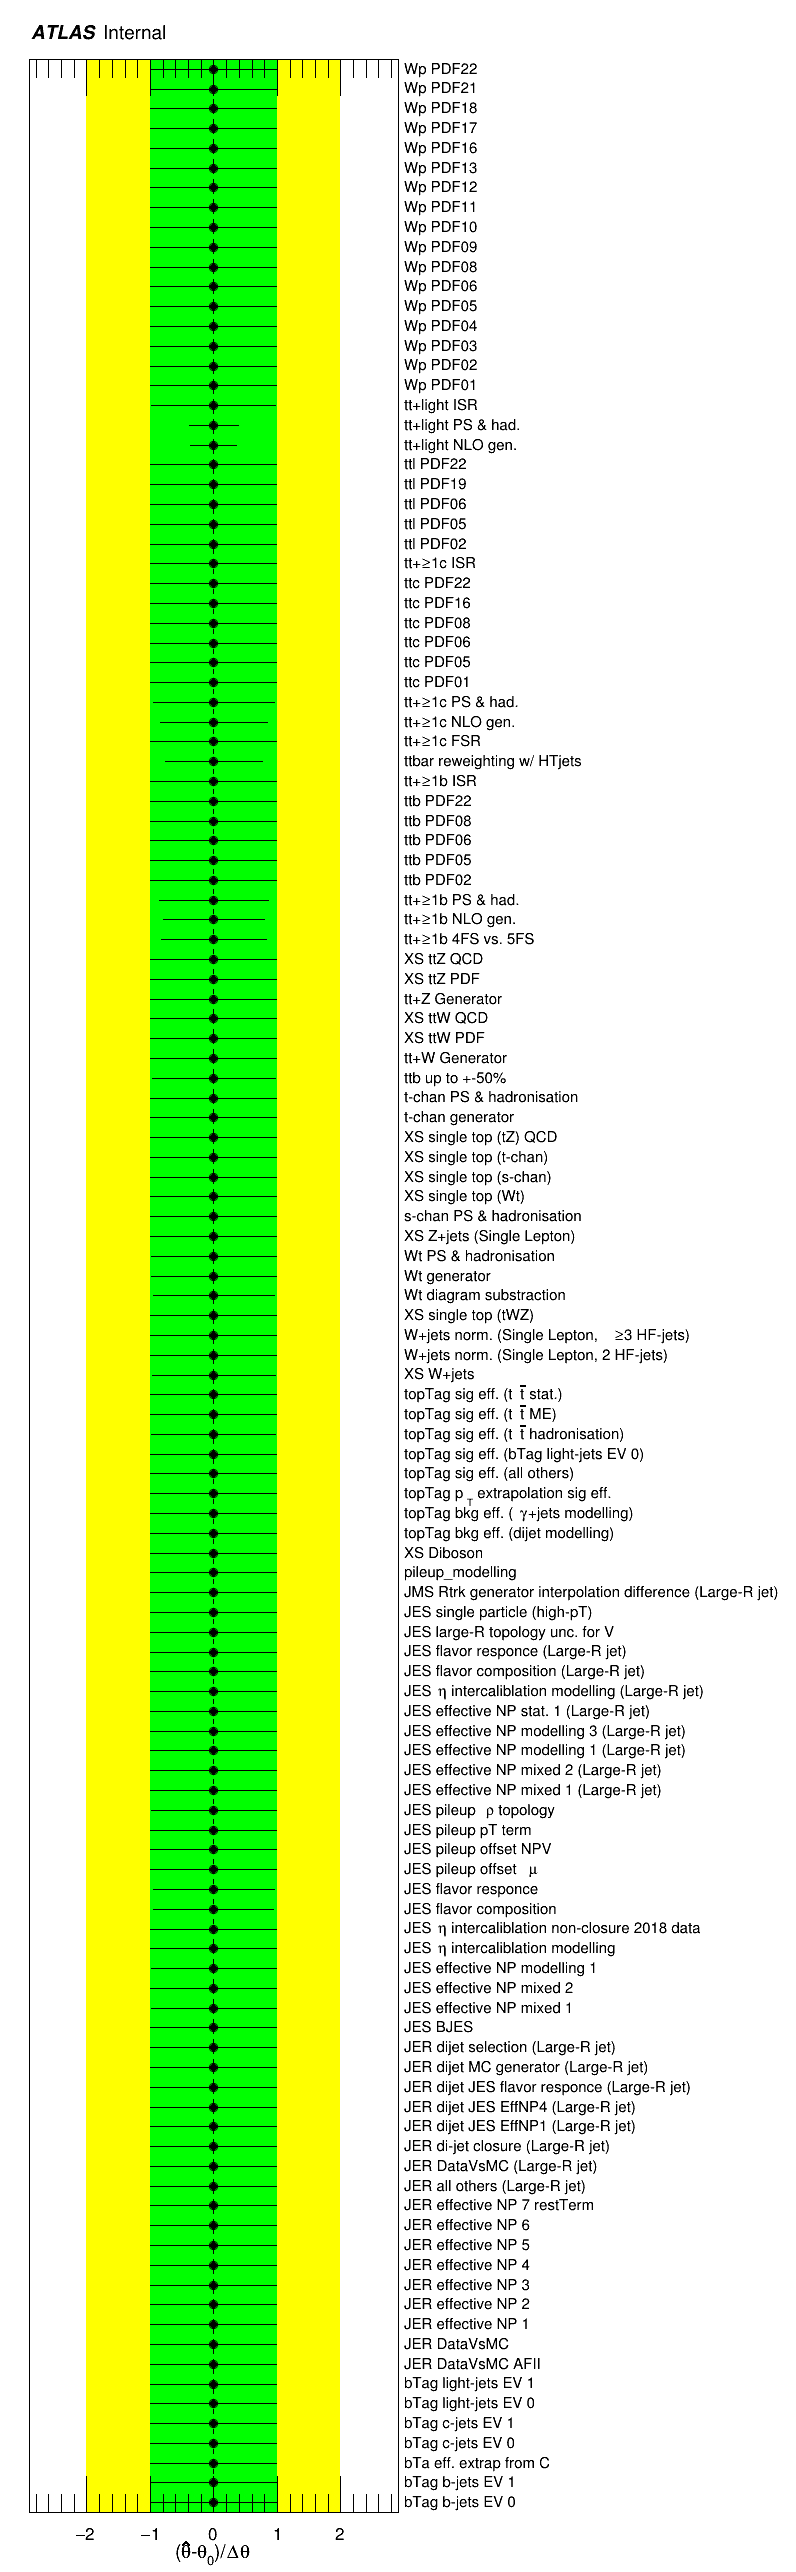 ATLAS Internal
Wp PDF22
Wp PDF21
Wp PDF18
Wp PDF17
Wp PDF16
Wp PDF13
Wp PDF12
Wp PDF11
Wp PDF10
Wp PDF09
Wp PDF08
Wp PDF06
Wp PDF05
Wp PDF04
Wp PDF03
Wp PDF02
Wp PDF01
tt+light ISR
tt+light PS & had.
tt+light NLO gen.
ttl PDF22
ttl PDF19
ttl PDF06
ttl PDF05
ttl PDF02
tt+≥1c ISR
ttc PDF22
ttc PDF16
ttc PDF08
ttc PDF06
ttc PDF05
ttc PDF01
tt+≥1c PS & had.
tt+≥1c NLO gen.
tt+≥1c FSR
ttbar reweighting w/ HTjets
tt+≥1b ISR
ttb PDF22
ttb PDF08
ttb PDF06
ttb PDF05
ttb PDF02
tt+≥1b PS & had.
tt+≥1b NLO gen.
tt+≥1b 4FS vs. 5FS
XS ttZ QCD
XS ttZ PDF
tt+Z Generator
XS ttW QCD
XS ttW PDF
tt+W Generator
ttb up to +-50%
t-chan PS & hadronisation
t-chan generator
XS single top (tZ) QCD
XS single top (t-chan)
XS single top (s-chan)
XS single top (Wt)
s-chan PS & hadronisation
XS Z+jets (Single Lepton)
Wt PS & hadronisation
Wt generator
Wt diagram substraction
XS single top (tWZ)
W+jets norm. (Single Lepton, ≥3 HF-jets)
W+jets norm. (Single Lepton, 2 HF-jets)
XS W+jets
topTag sig eff. (t t̅ stat.)
topTag sig eff. (t t̅ ME)
topTag sig eff. (t t̅ hadronisation)
topTag sig eff. (bTag light-jets EV 0)
topTag sig eff. (all others)
topTag p_T extrapolation sig eff.
topTag bkg eff. ( γ+jets modelling)
topTag bkg eff. (dijet modelling)
XS Diboson
pileup_modelling
JMS Rtrk generator interpolation difference (Large-R jet)
JES single particle (high-pT)
JES large-R topology unc. for V
JES flavor responce (Large-R jet)
JES flavor composition (Large-R jet)
JES η intercaliblation modelling (Large-R jet)
JES effective NP stat. 1 (Large-R jet)
JES effective NP modelling 3 (Large-R jet)
JES effective NP modelling 1 (Large-R jet)
JES effective NP mixed 2 (Large-R jet)
JES effective NP mixed 1 (Large-R jet)
JES pileup ρ topology
JES pileup pT term
JES pileup offset NPV
JES pileup offset μ
JES flavor responce
JES flavor composition
JES η intercaliblation non-closure 2018 data
JES η intercaliblation modelling
JES effective NP modelling 1
JES effective NP mixed 2
JES effective NP mixed 1
JES BJES
JER dijet selection (Large-R jet)
JER dijet MC generator (Large-R jet)
JER dijet JES flavor responce (Large-R jet)
JER dijet JES EffNP4 (Large-R jet)
JER dijet JES EffNP1 (Large-R jet)
JER di-jet closure (Large-R jet)
JER DataVsMC (Large-R jet)
JER all others (Large-R jet)
JER effective NP 7 restTerm
JER effective NP 6
JER effective NP 5
JER effective NP 4
JER effective NP 3
JER effective NP 2
JER effective NP 1
JER DataVsMC
JER DataVsMC AFII
bTag light-jets EV 1
bTag light-jets EV 0
bTag c-jets EV 1
bTag c-jets EV 0
bTa eff. extrap from C
bTag b-jets EV 1
bTag b-jets EV 0
−2 −1 0 1 2
(θ̂-θ₀)/Δθ